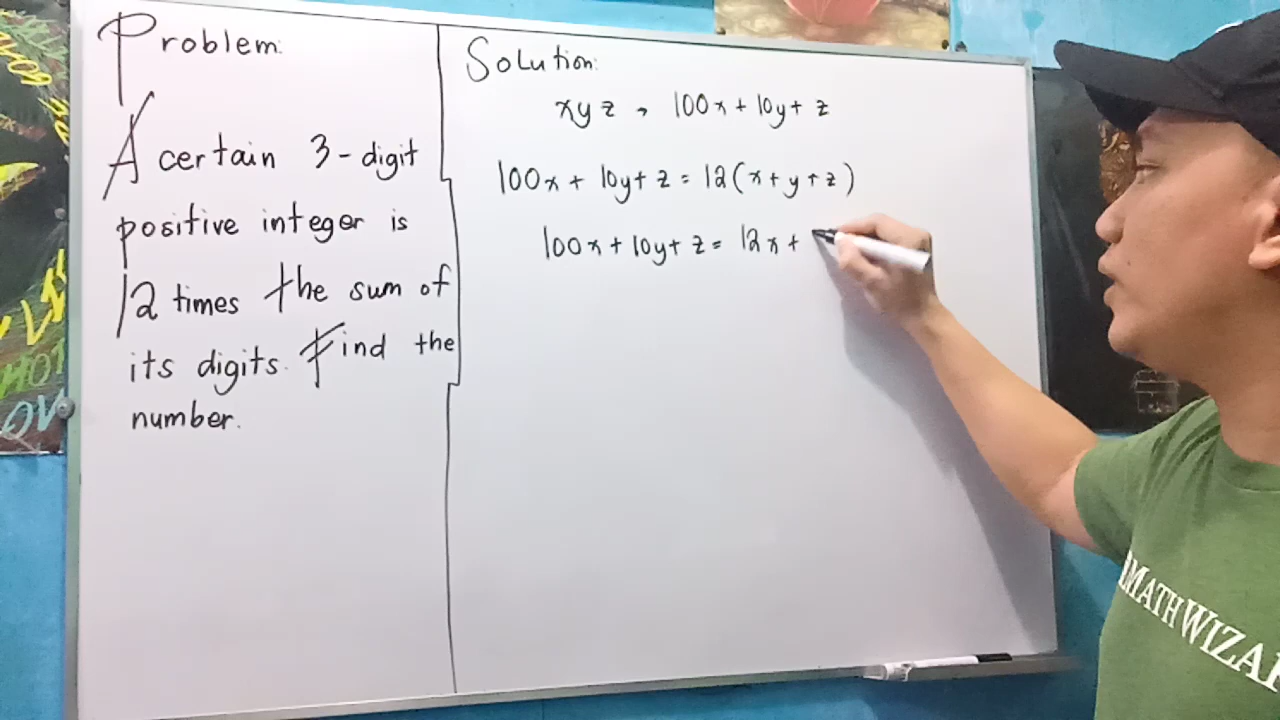 Problem:
A certain 3-digit
positive integer is
12 times the sum of
its digits. Find the
number.
Solution:
xyz → 100x + 10y + z
100x + 10y + z = 12(x + y + z)
100x + 10y + z = 12x +